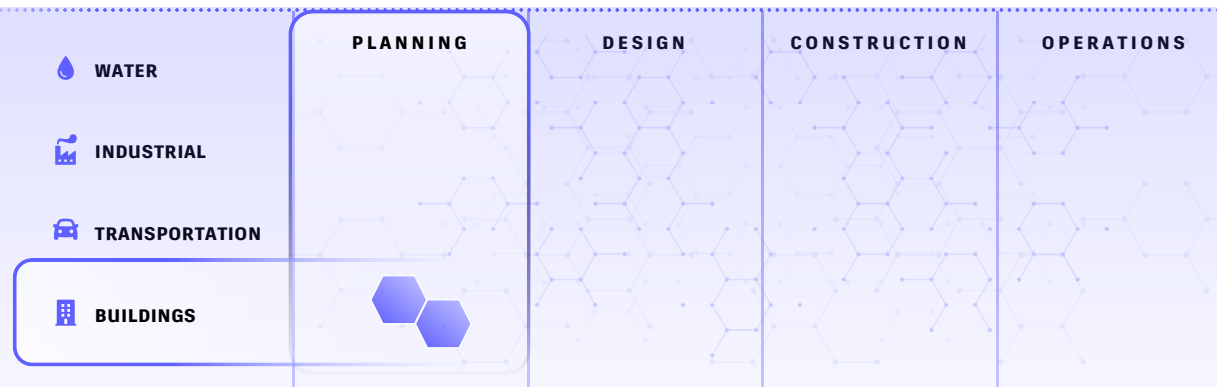 PLANNING
DESIGN
CONSTRUCTION
OPERATIONS
WATER
INDUSTRIAL
TRANSPORTATION
BUILDINGS